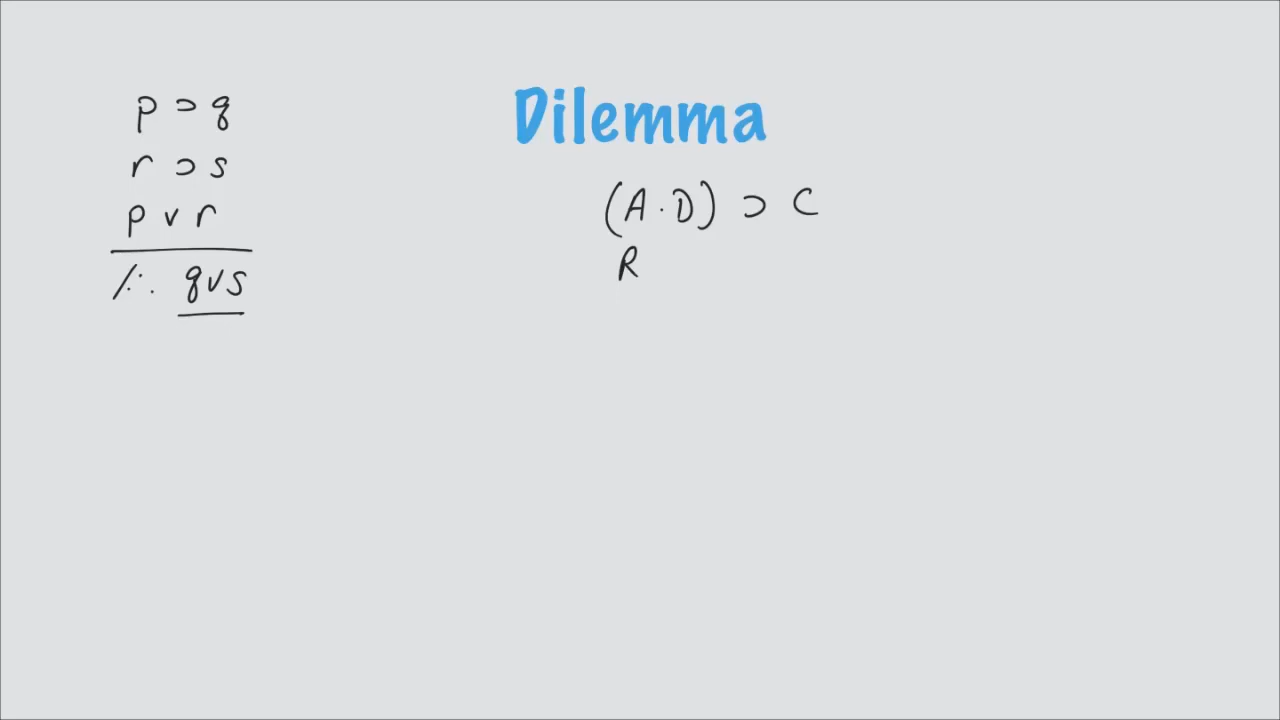 p ⊃ q
r ⊃ s
p v r
/∴ q v s
Dilemma
(A · D) ⊃ C
R